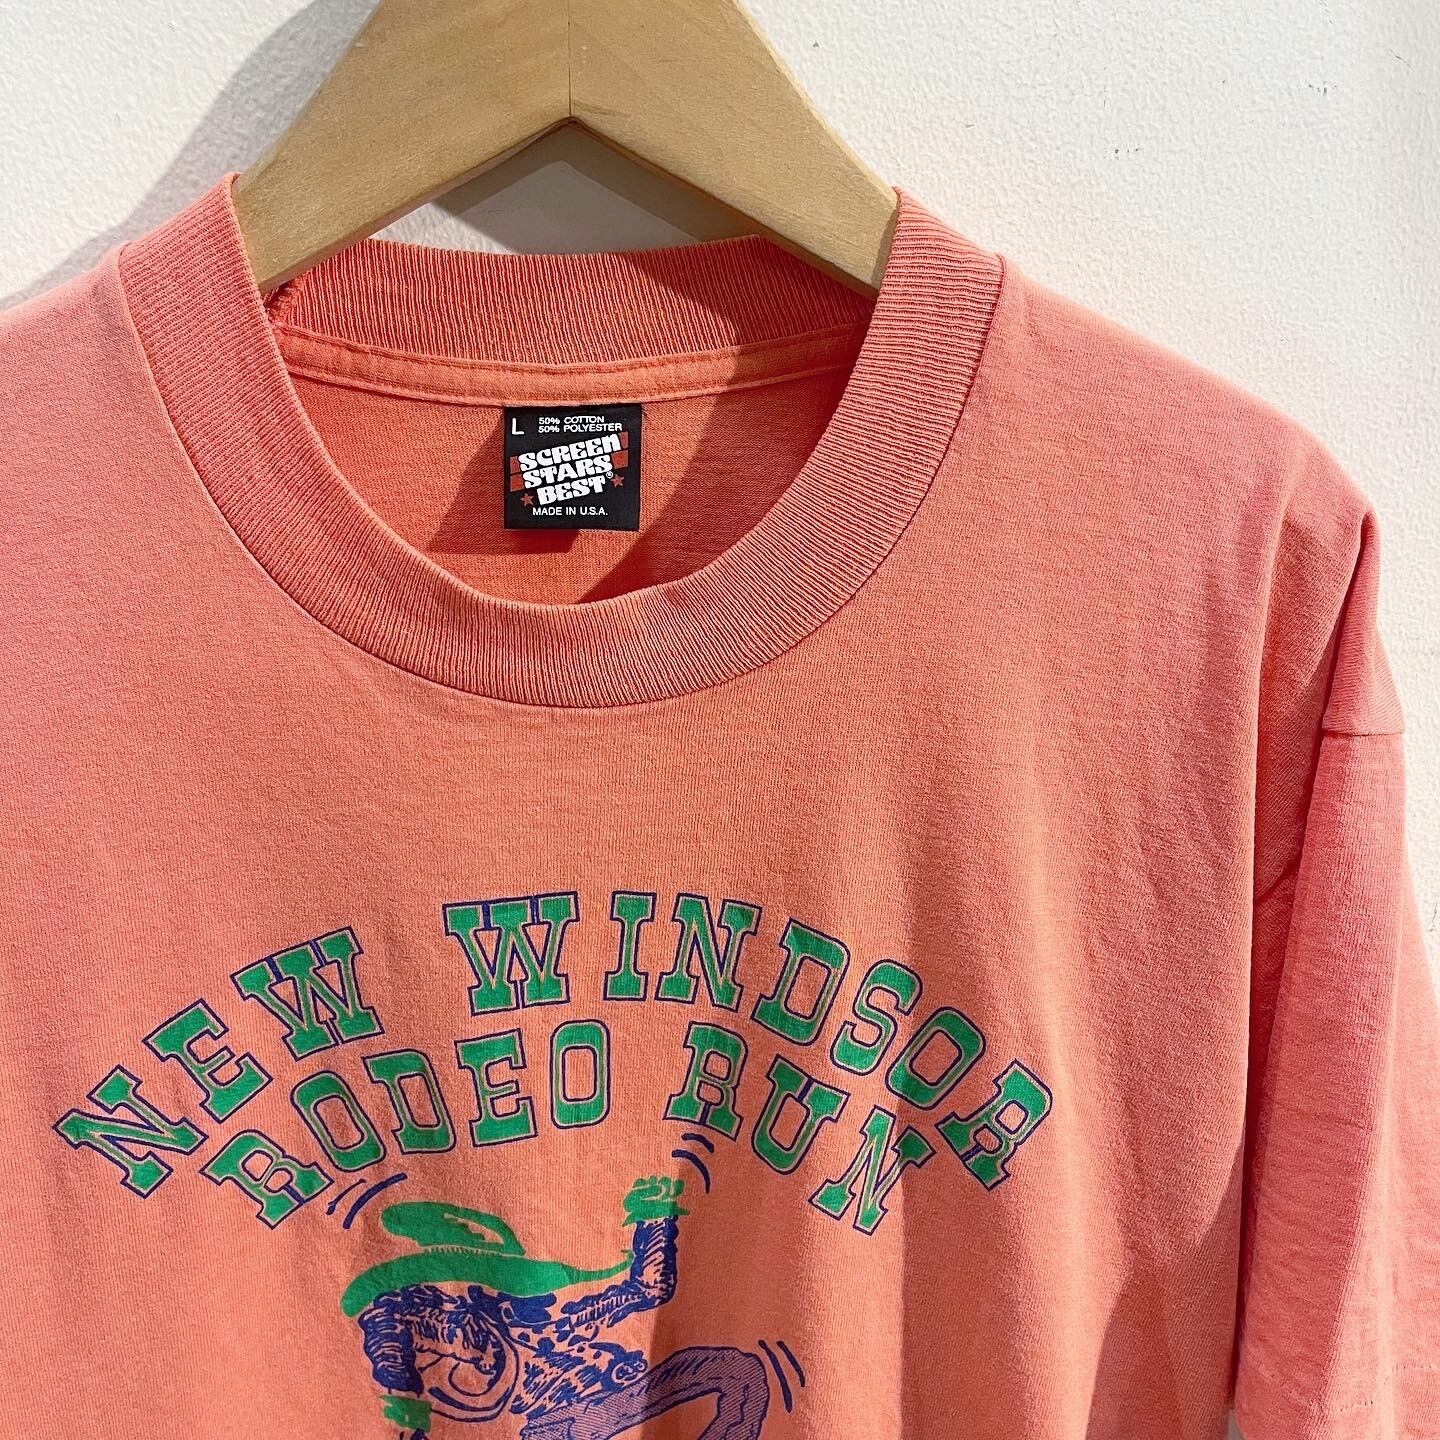 L 50% COTTON
50% POLYESTER
SCREEN
STARS
BEST®
MADE IN U.S.A.
NEW WINDSOR
RODEO RUN